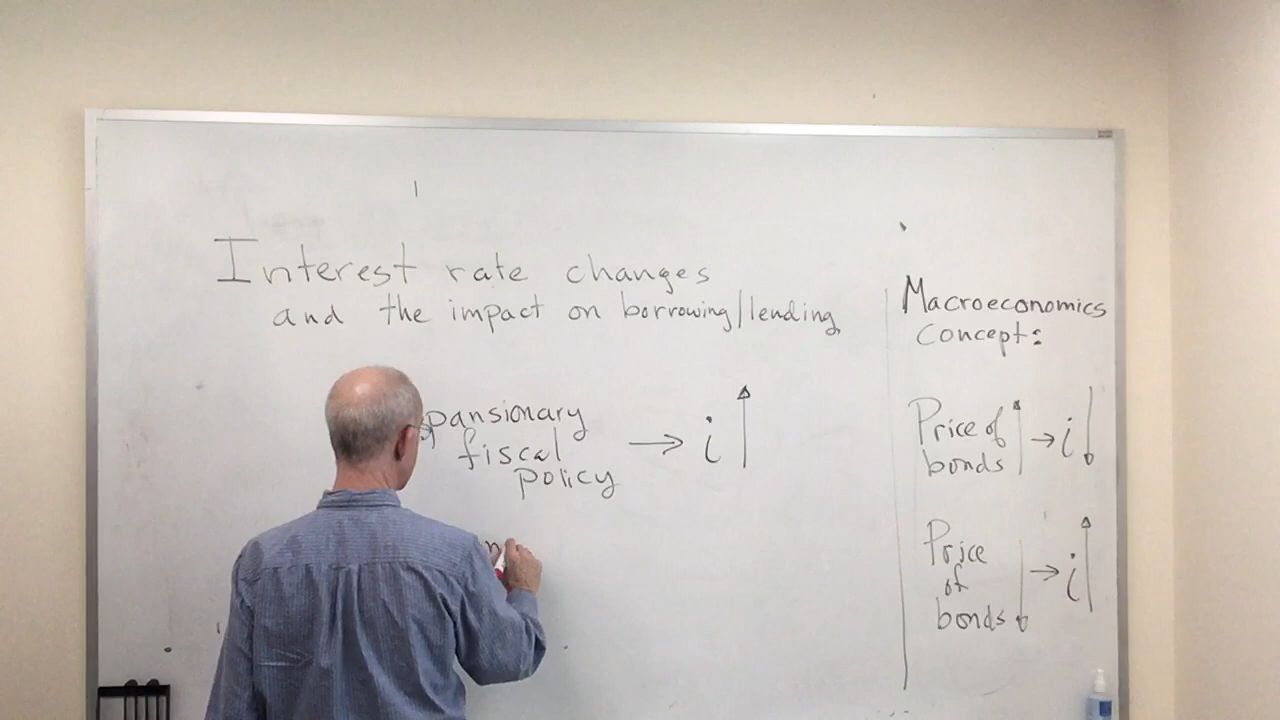 Interest rate changes
and the impact on borrowing/lending
pansionary
fiscal
policy
→ i ↑
Macroeconomics
concept:
Price of
bonds ↑ → i ↓
Price
of
bonds ↓ → i ↑